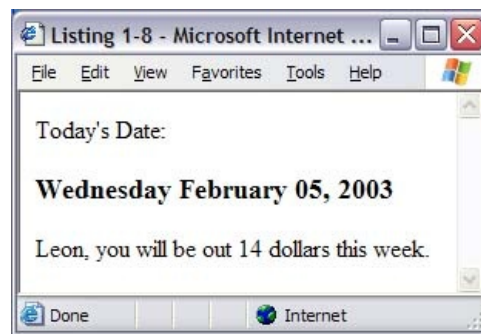 Listing 1-8 - Microsoft Internet ...
File Edit View Favorites Tools Help
Today's Date:
Wednesday February 05, 2003
Leon, you will be out 14 dollars this week.
Done Internet